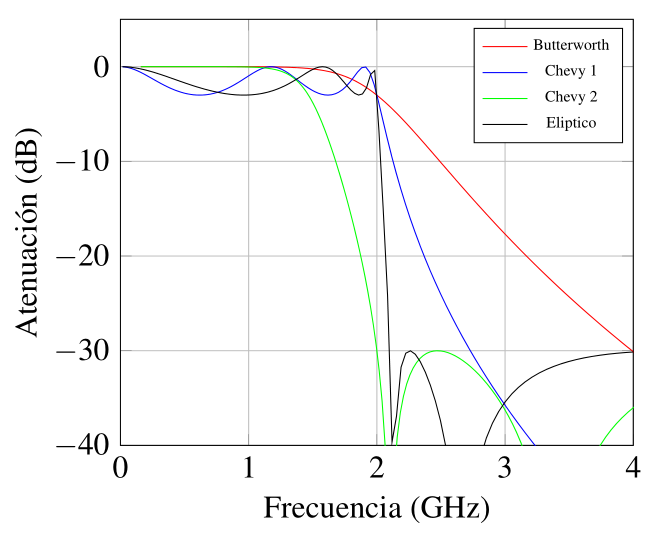 Butterworth
Chevy 1
Chevy 2
Eliptico
0
−10
−20
−30
−40
Atenuación (dB)
0 1 2 3 4
Frecuencia (GHz)